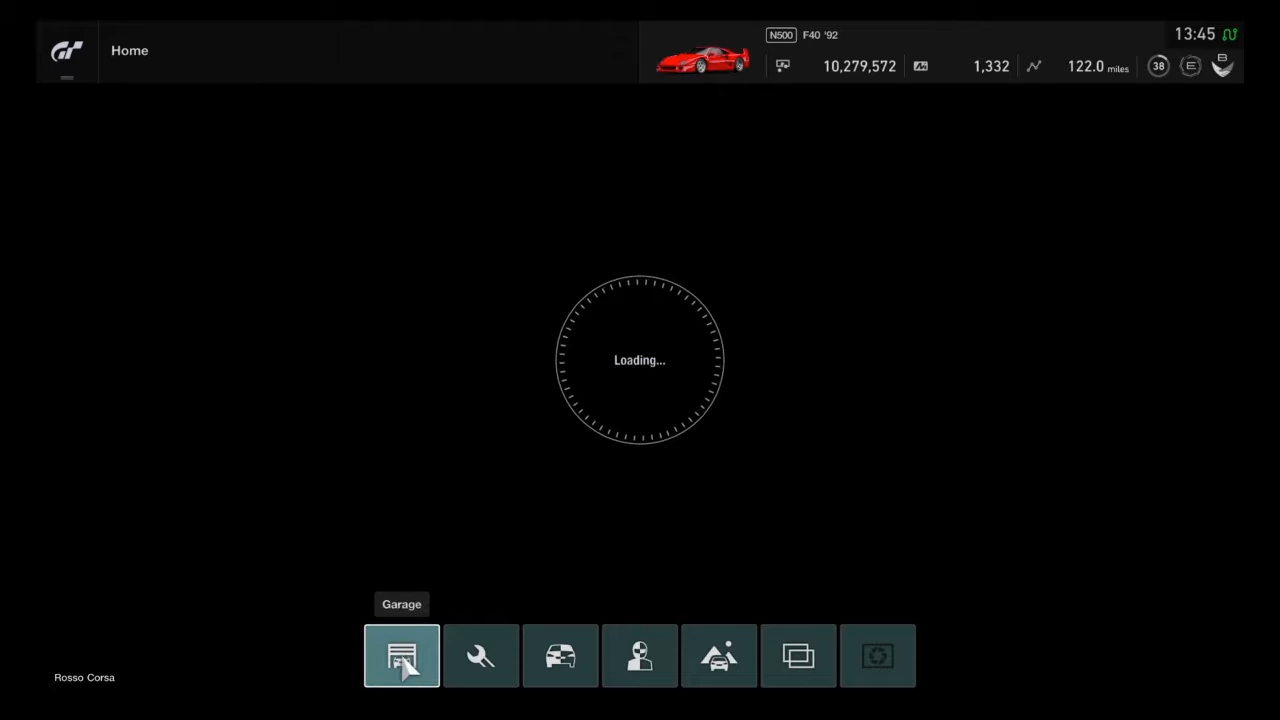 Home
N500 F40 '92
13:45
10,279,572
1,332
122.0 miles
38
E
B
Loading...
Garage
Rosso Corsa